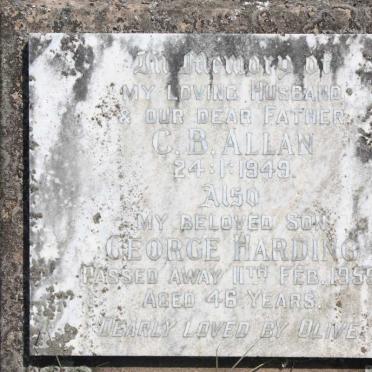 In Memory of
MY LOVING HUSBAND
& OUR DEAR FATHER
C. B. ALLAN
24·1·1949.
ALSO
MY BELOVED SON
GEORGE HARDING
PASSED AWAY 11TH FEB., 1959
AGED 46 YEARS.
DEARLY LOVED BY OLIVE